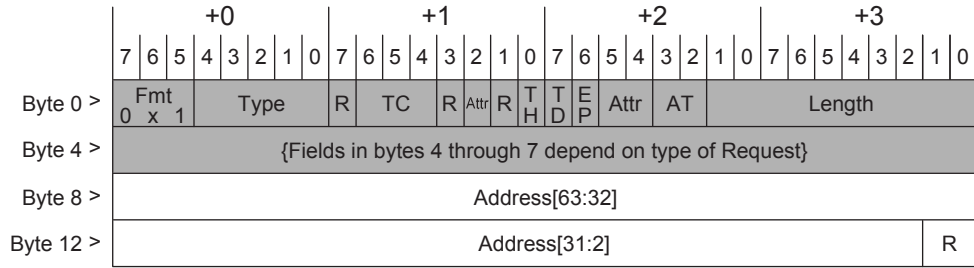 +0 +1 +2 +3
7 6 5 4 3 2 1 0 7 6 5 4 3 2 1 0 7 6 5 4 3 2 1 0 7 6 5 4 3 2 1 0
Byte 0 > Fmt 0 x 1 Type R TC R Attr R TH TD EP Attr AT Length
Byte 4 > {Fields in bytes 4 through 7 depend on type of Request}
Byte 8 > Address[63:32]
Byte 12 > Address[31:2] R